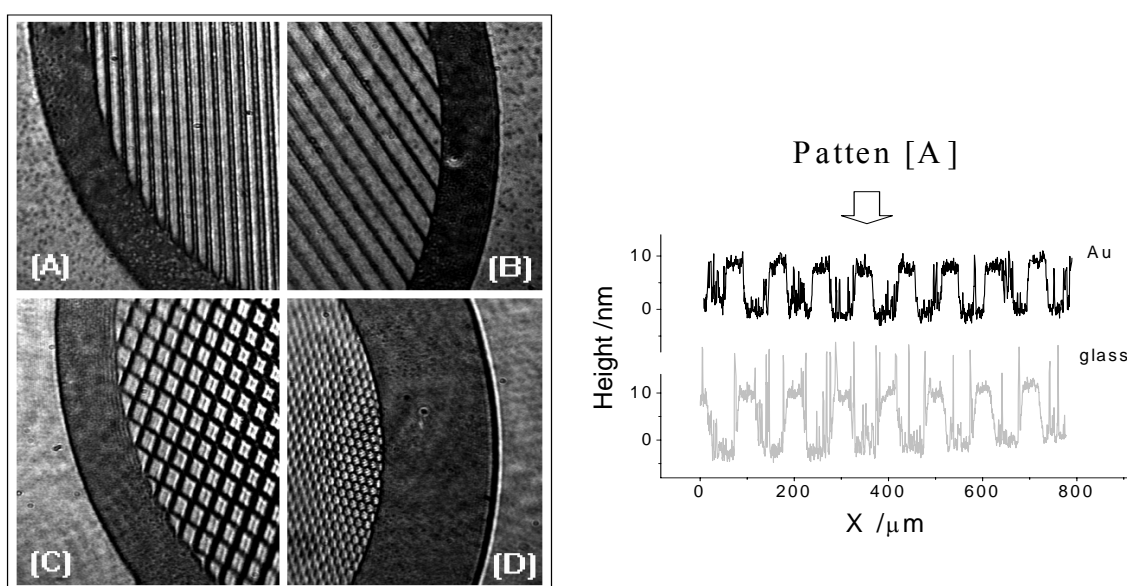 [A]
[B]
[C]
[D]
Patten [A]
Au
glass
Height /nm
10
0
10
0
0
200
400
600
800
X /μm